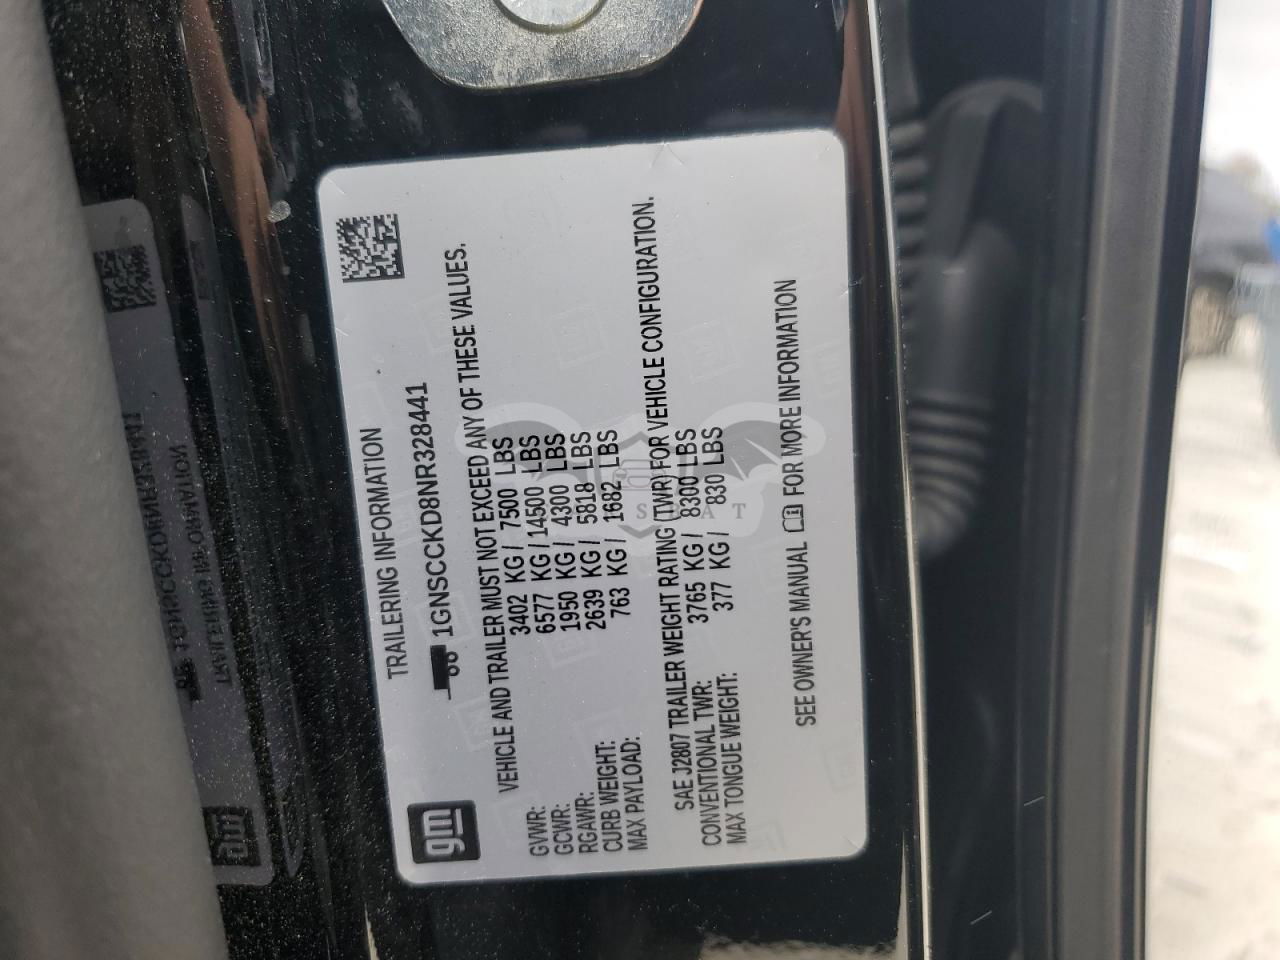 gm
TRAILERING INFORMATION
1GNSCCKD8NR328441
VEHICLE AND TRAILER MUST NOT EXCEED ANY OF THESE VALUES.
GVWR: 3402 KG / 7500 LBS
GCWR: 6577 KG / 14500 LBS
RGAWR: 1950 KG / 4300 LBS
CURB WEIGHT: 2639 KG / 5818 LBS
MAX PAYLOAD: 763 KG / 1682 LBS
SAE J2807 TRAILER WEIGHT RATING (TWR) FOR VEHICLE CONFIGURATION.
CONVENTIONAL TWR: 3765 KG / 8300 LBS
MAX TONGUE WEIGHT: 377 KG / 830 LBS
SEE OWNER'S MANUAL FOR MORE INFORMATION